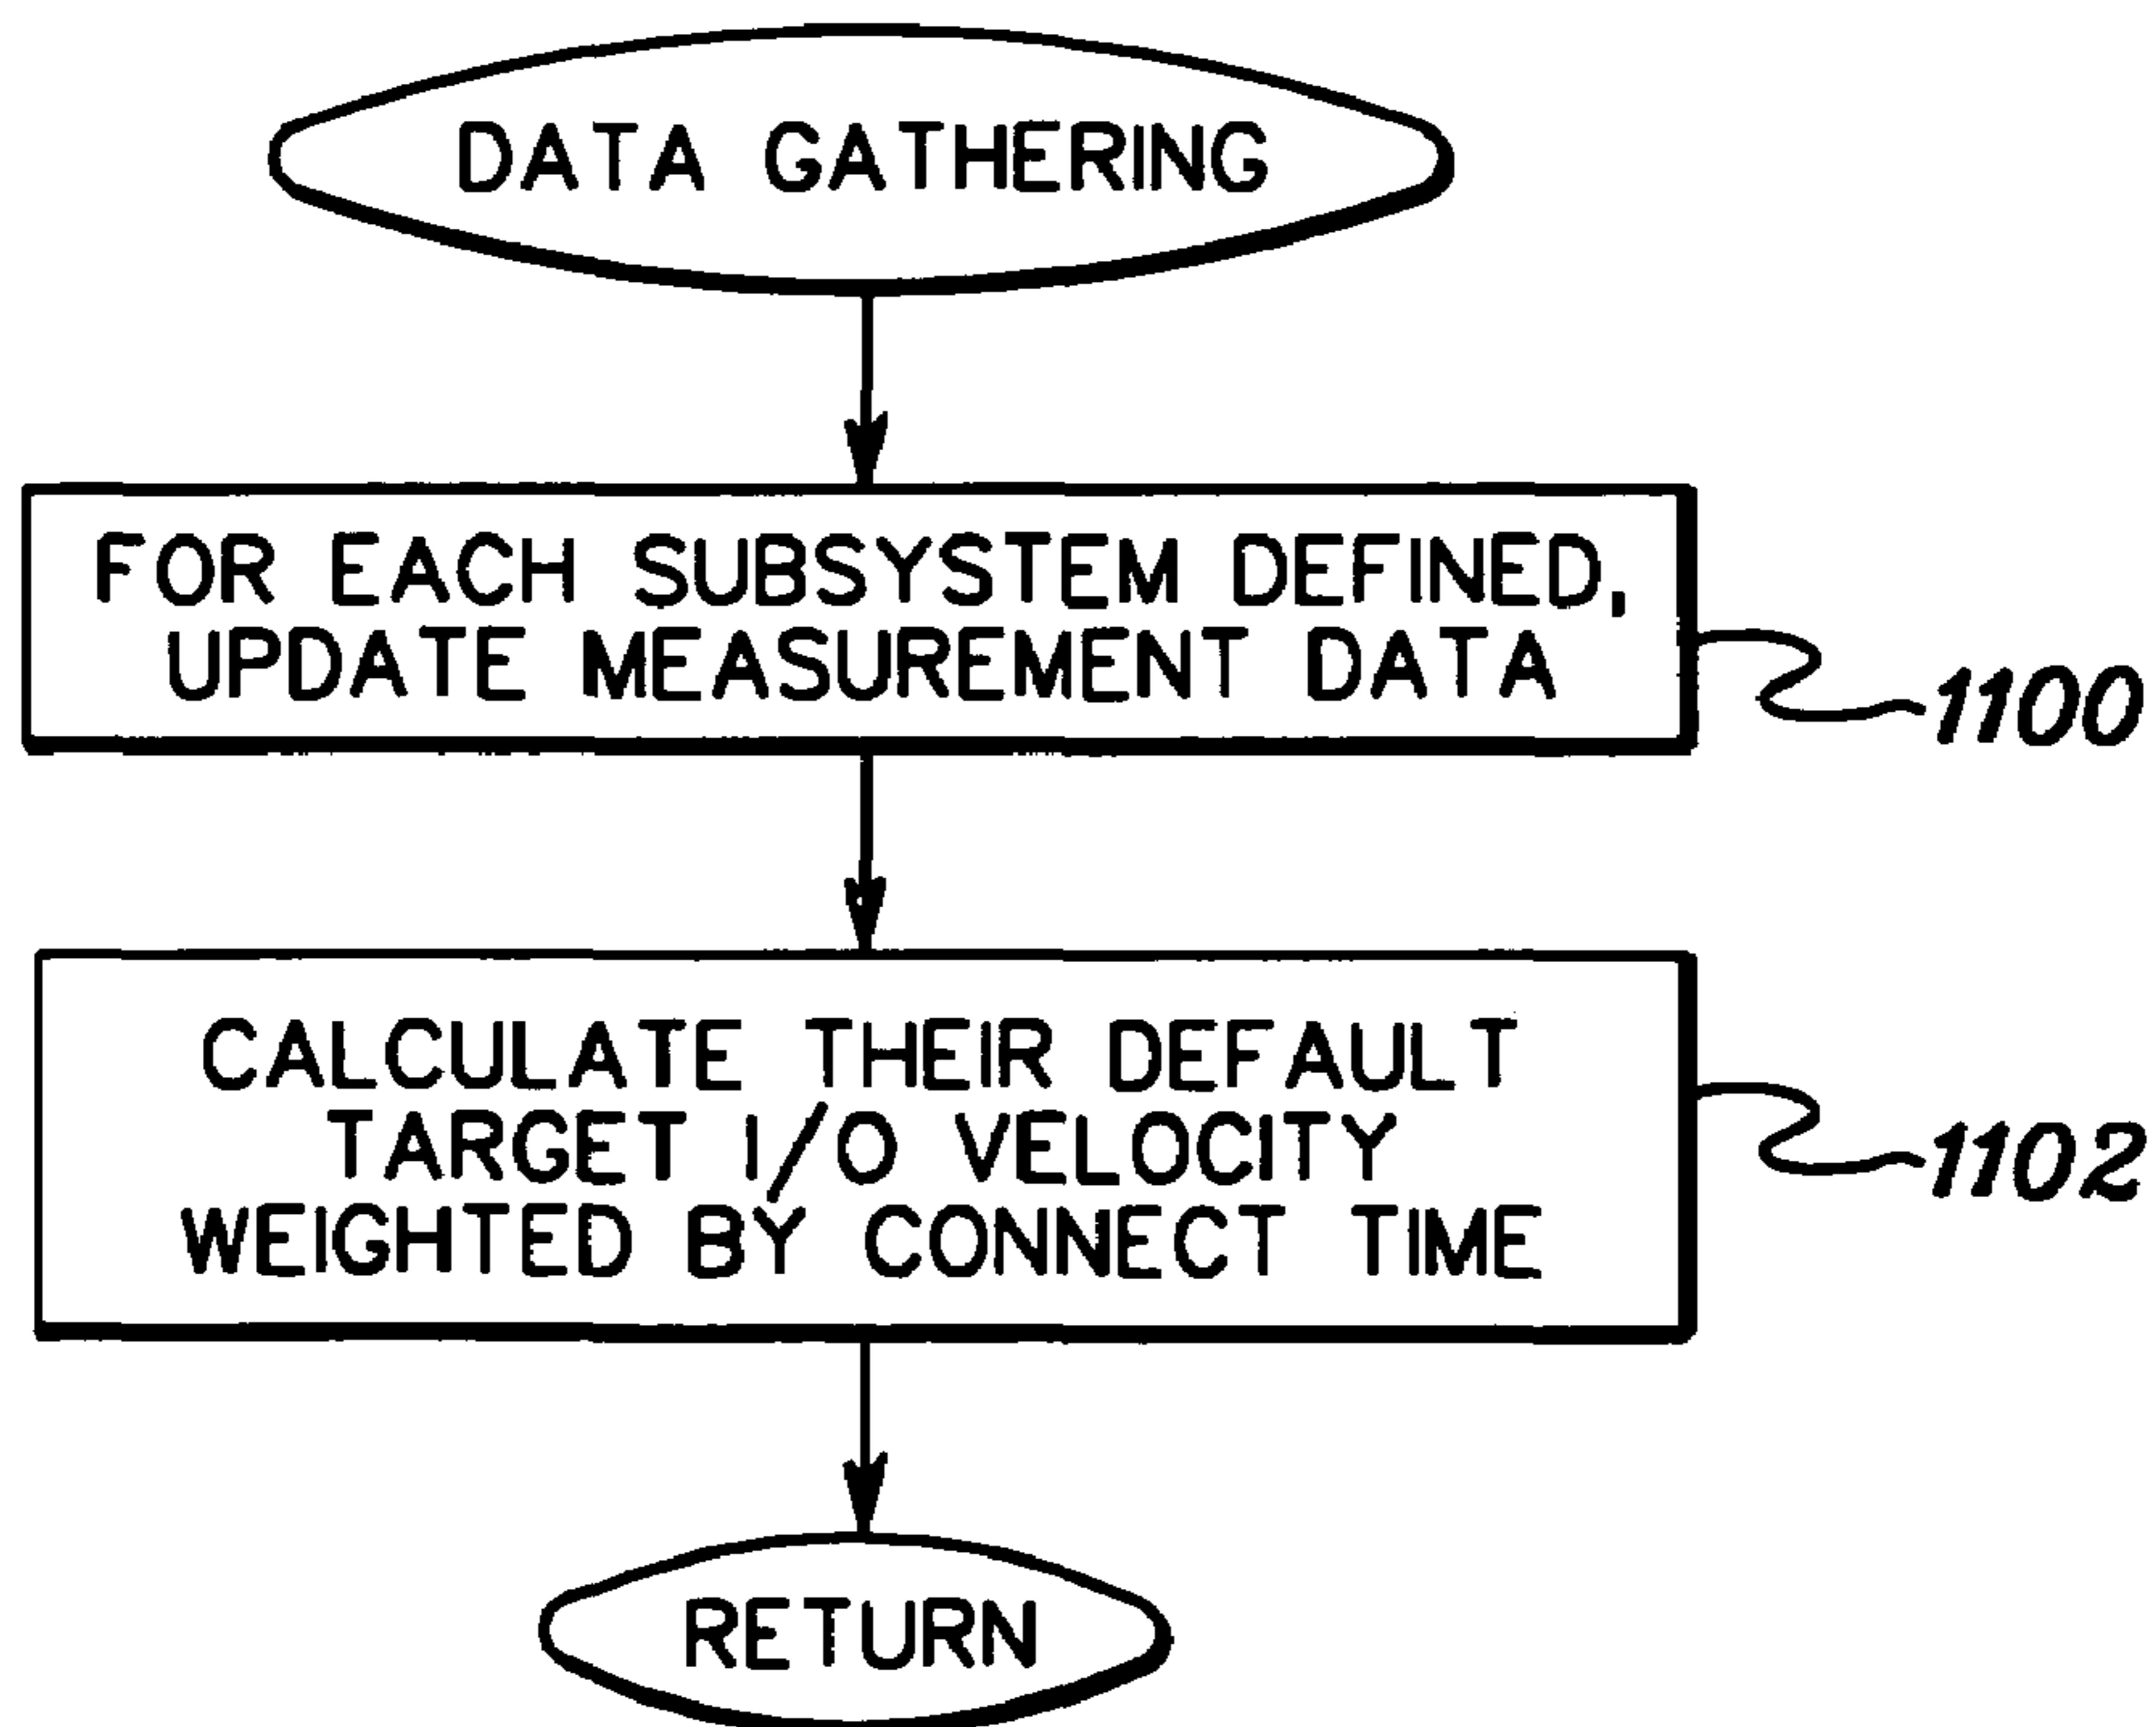 DATA GATHERING
FOR EACH SUBSYSTEM DEFINED,
UPDATE MEASUREMENT DATA
1100
CALCULATE THEIR DEFAULT
TARGET I/O VELOCITY
WEIGHTED BY CONNECT TIME
1102
RETURN